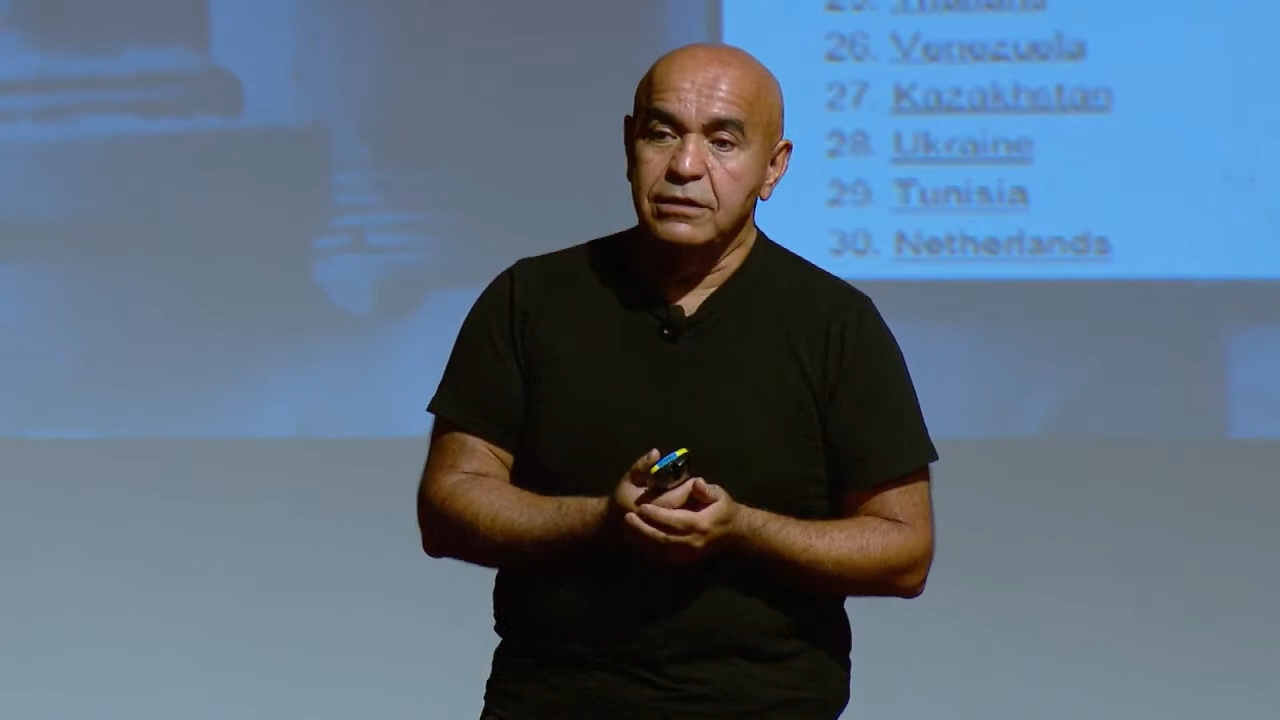 26. Venezuela
27. Kazakhstan
28. Ukraine
29. Tunisia
30. Netherlands